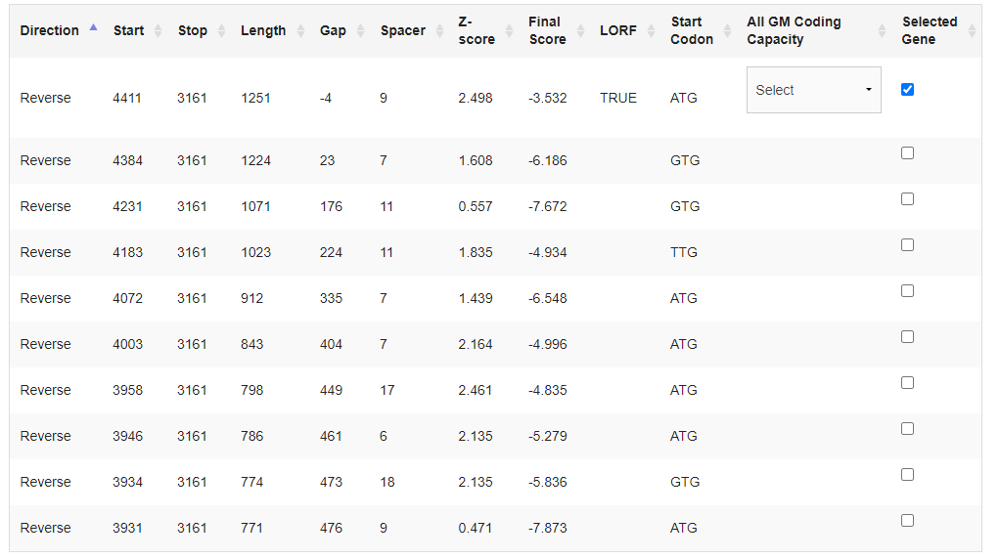 Direction Start Stop Length Gap Spacer Z-score Final Score LORF Start Codon All GM Coding Capacity Selected Gene
Reverse 4411 3161 1251 -4 9 2.498 -3.532 TRUE ATG Select
Reverse 4384 3161 1224 23 7 1.608 -6.186 GTG
Reverse 4231 3161 1071 176 11 0.557 -7.672 GTG
Reverse 4183 3161 1023 224 11 1.835 -4.934 TTG
Reverse 4072 3161 912 335 7 1.439 -6.548 ATG
Reverse 4003 3161 843 404 7 2.164 -4.996 ATG
Reverse 3958 3161 798 449 17 2.461 -4.835 ATG
Reverse 3946 3161 786 461 6 2.135 -5.279 ATG
Reverse 3934 3161 774 473 18 2.135 -5.836 GTG
Reverse 3931 3161 771 476 9 0.471 -7.873 ATG